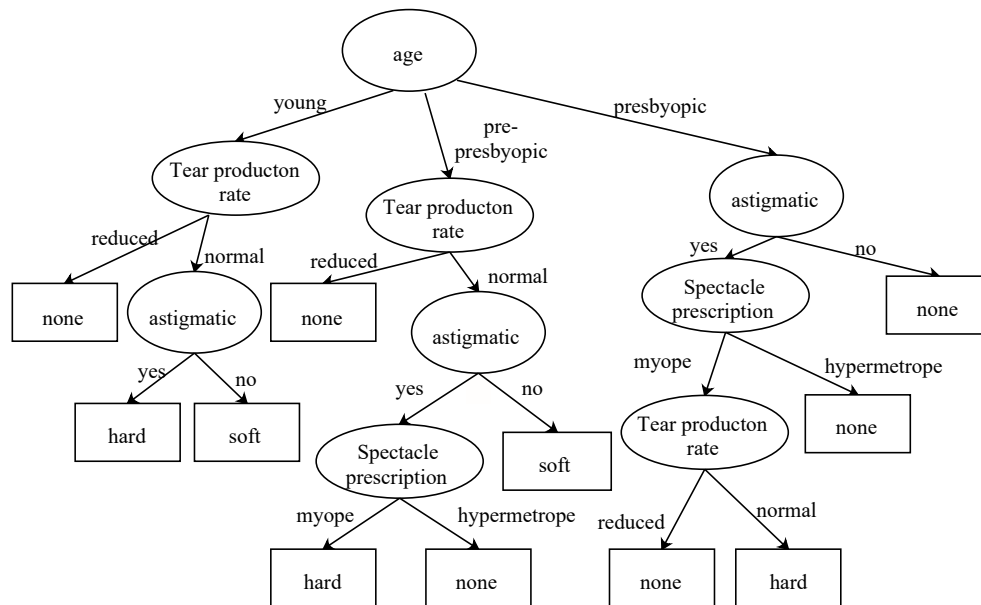 age
young
pre-
presbyopic
presbyopic
Tear producton
rate
Tear producton
rate
astigmatic
reduced
normal
reduced
normal
yes
no
none
astigmatic
none
astigmatic
Spectacle
prescription
none
yes
no
yes
no
myope
hypermetrope
hard
soft
Spectacle
prescription
soft
Tear producton
rate
none
myope
hypermetrope
reduced
normal
hard
none
none
hard